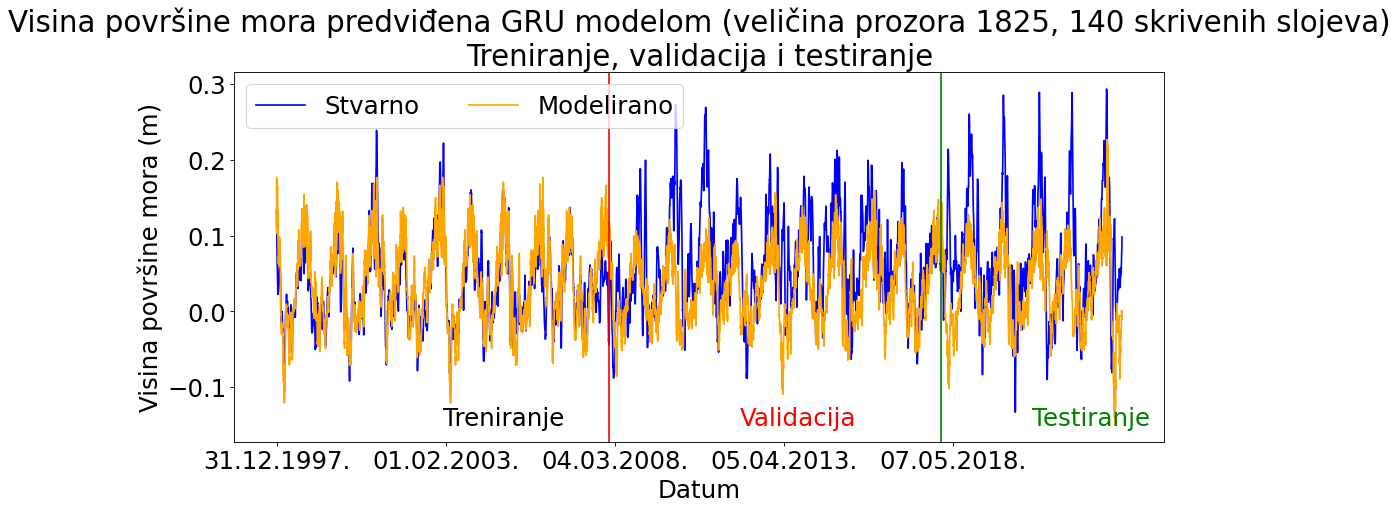 Visina površine mora predviđena GRU modelom (veličina prozora 1825, 140 skrivenih slojeva)
Treniranje, validacija i testiranje
Stvarno Modelirano
Visina površine mora (m)
0.3
0.2
0.1
0.0
−0.1
Treniranje Validacija Testiranje
31.12.1997. 01.02.2003. 04.03.2008. 05.04.2013. 07.05.2018.
Datum